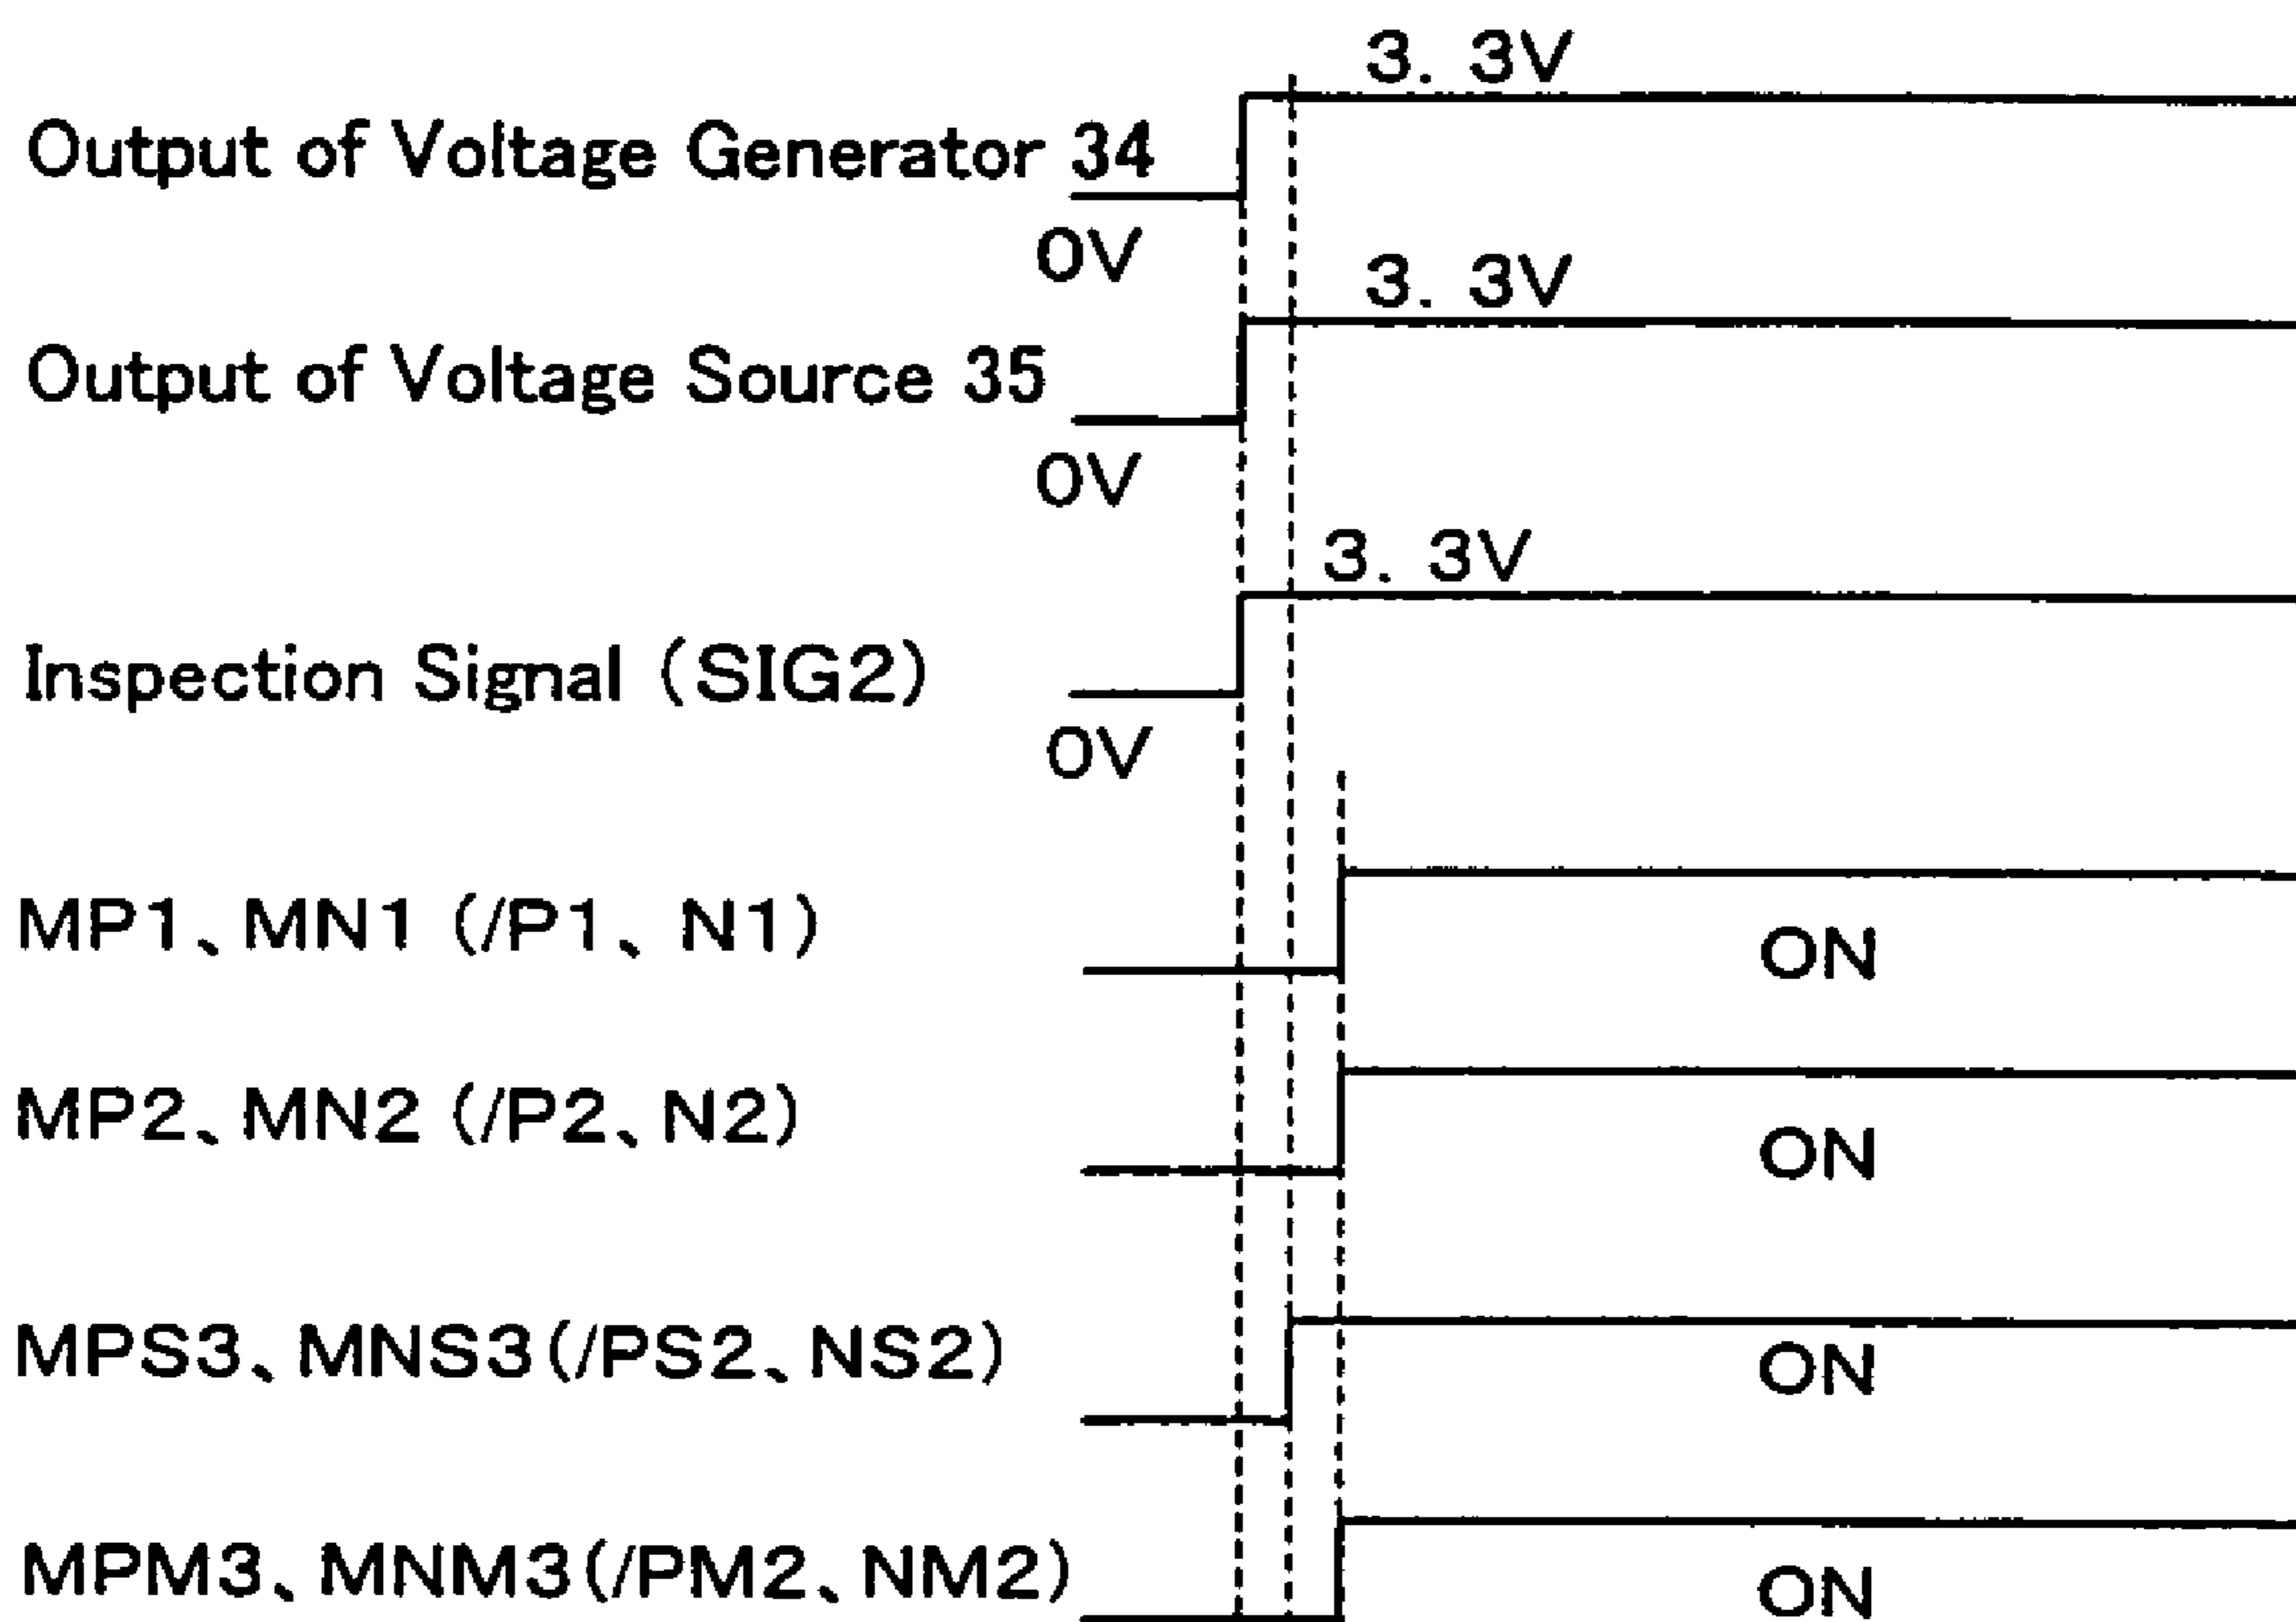 3. 3V
Output of Voltage Generator 34
0V
3. 3V
Output of Voltage Source 35
0V
3. 3V
Inspection Signal (SIG2)
0V
MP1、MN1 (/P1、N1)
ON
MP2、MN2 (/P2、N2)
ON
MPS3、MNS3(/PS2、NS2)
ON
MPM3、MNM3(/PM2、NM2)
ON